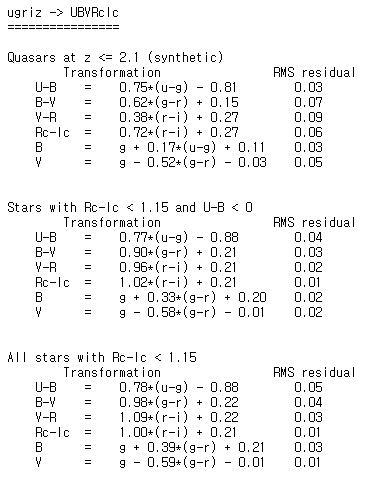 ugriz -> UBVRcIc
================
Quasars at z <= 2.1 (synthetic)
Transformation RMS residual
U-B = 0.75*(u-g) - 0.81 0.03
B-V = 0.62*(g-r) + 0.15 0.07
V-R = 0.38*(r-i) + 0.27 0.09
Rc-Ic = 0.72*(r-i) + 0.27 0.06
B = g + 0.17*(u-g) + 0.11 0.03
V = g - 0.52*(g-r) - 0.03 0.05
Stars with Rc-Ic < 1.15 and U-B < 0
Transformation RMS residual
U-B = 0.77*(u-g) - 0.88 0.04
B-V = 0.90*(g-r) + 0.21 0.03
V-R = 0.96*(r-i) + 0.21 0.02
Rc-Ic = 1.02*(r-i) + 0.21 0.01
B = g + 0.33*(g-r) + 0.20 0.02
V = g - 0.58*(g-r) - 0.01 0.02
All stars with Rc-Ic < 1.15
Transformation RMS residual
U-B = 0.78*(u-g) - 0.88 0.05
B-V = 0.98*(g-r) + 0.22 0.04
V-R = 1.09*(r-i) + 0.22 0.03
Rc-Ic = 1.00*(r-i) + 0.21 0.01
B = g + 0.39*(g-r) + 0.21 0.03
V = g - 0.59*(g-r) - 0.01 0.01